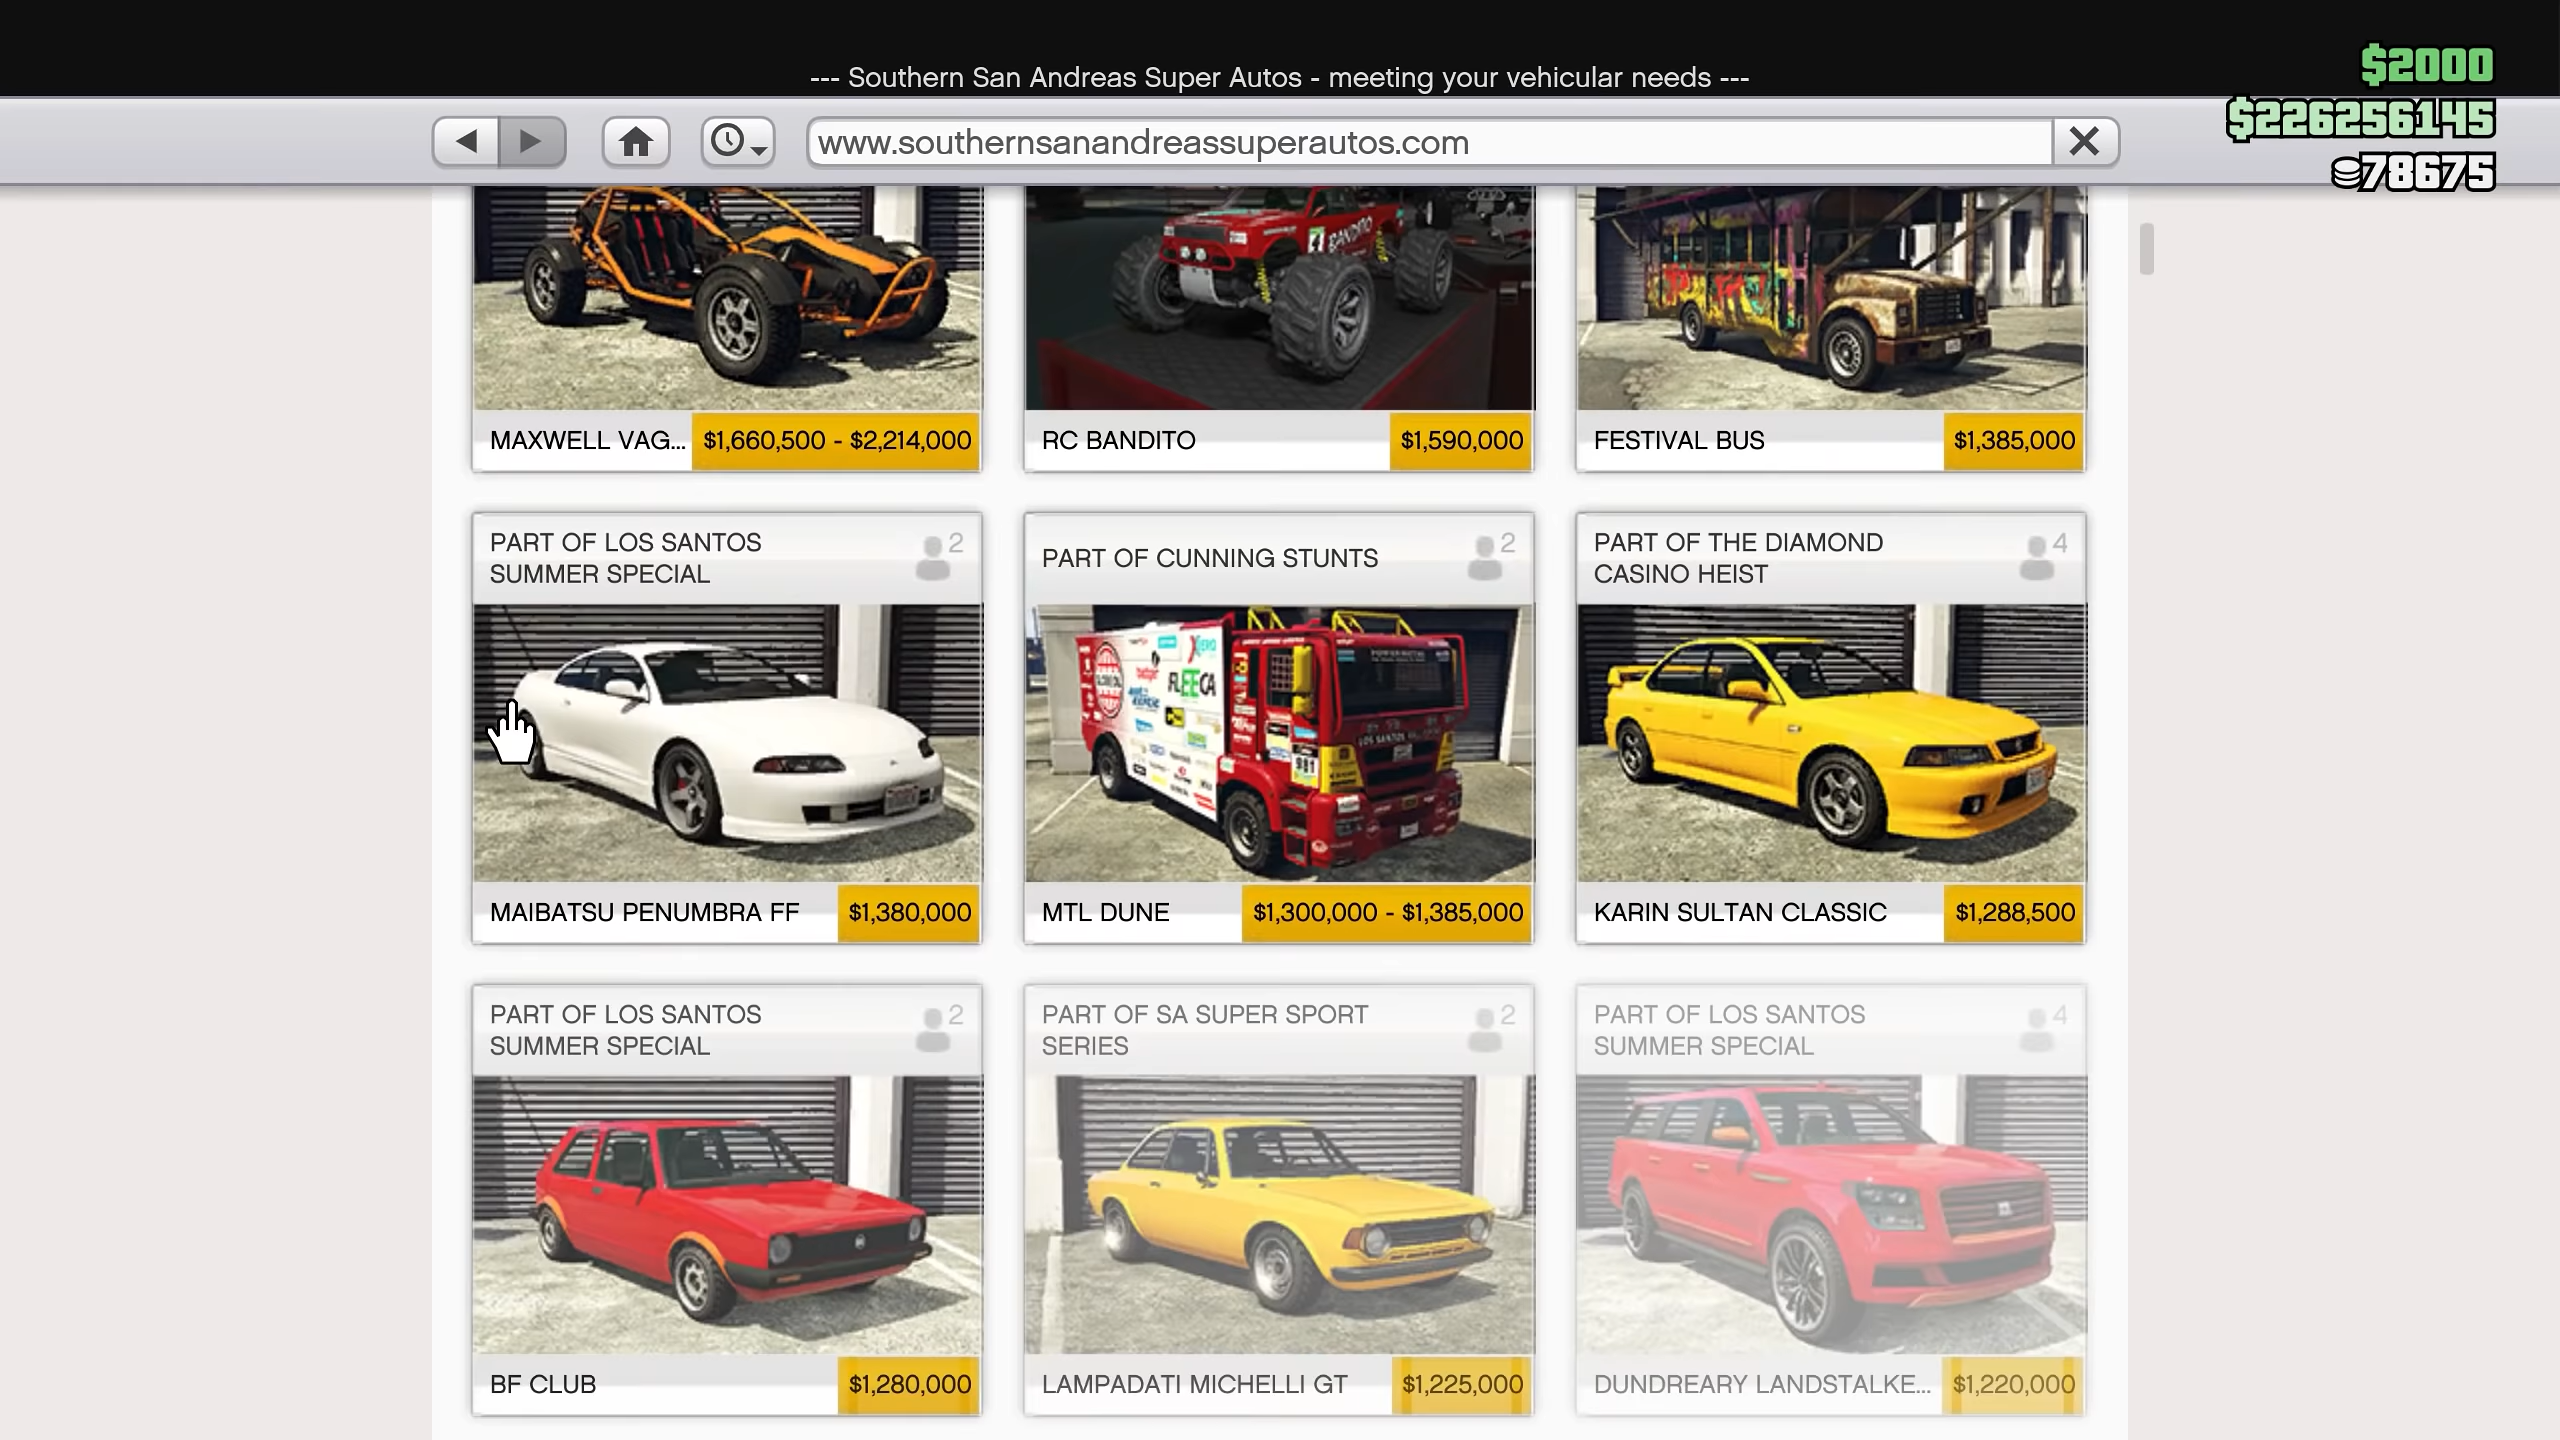 --- Southern San Andreas Super Autos - meeting your vehicular needs ---
$2000
$226256145
78675
www.southernsanandreassuperautos.com
BANDITO
MAXWELL VAG... $1,660,500 - $2,214,000
RC BANDITO $1,590,000
FESTIVAL BUS $1,385,000
PART OF LOS SANTOS
SUMMER SPECIAL
2
PART OF CUNNING STUNTS
2
PART OF THE DIAMOND
CASINO HEIST
4
FLEECA
981
MAIBATSU PENUMBRA FF $1,380,000
MTL DUNE $1,300,000 - $1,385,000
KARIN SULTAN CLASSIC $1,288,500
PART OF LOS SANTOS
SUMMER SPECIAL
2
PART OF SA SUPER SPORT
SERIES
2
PART OF LOS SANTOS
SUMMER SPECIAL
4
BF CLUB $1,280,000
LAMPADATI MICHELLI GT $1,225,000
DUNDREARY LANDSTALKE... $1,220,000